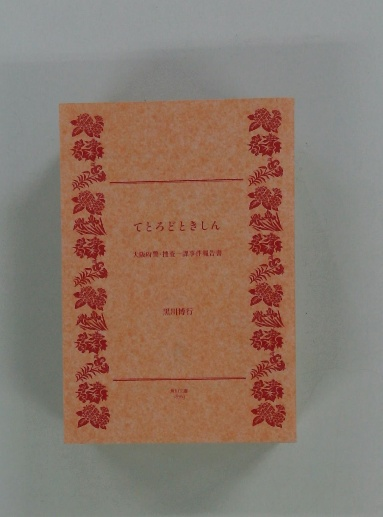 てとろどときしん
大阪府警・捜査一課事件報告書
黒川博行